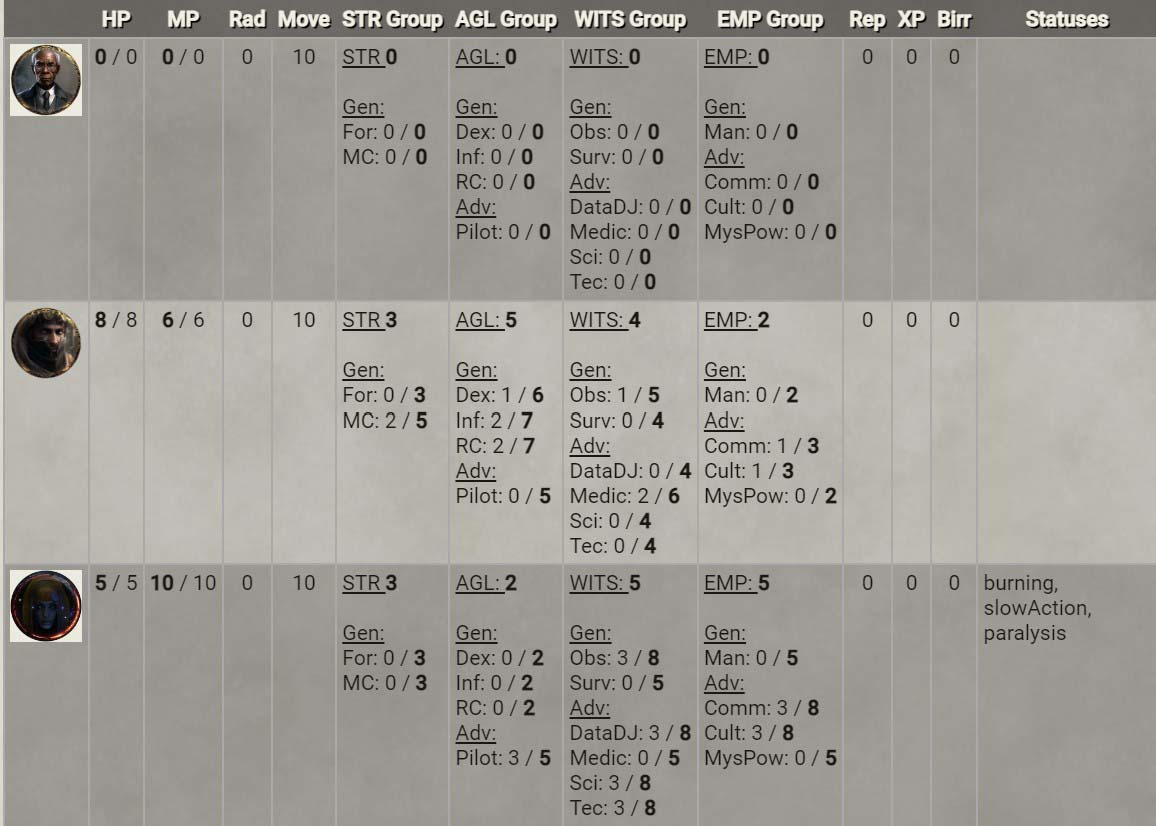 HP MP Rad Move STR Group AGL Group WITS Group EMP Group Rep XP Birr Statuses
0 / 0 0 / 0 0 10 STR 0 AGL: 0 WITS: 0 EMP: 0 0 0 0
Gen: Gen: Gen: Gen:
For: 0 / 0 Dex: 0 / 0 Obs: 0 / 0 Man: 0 / 0
MC: 0 / 0 Inf: 0 / 0 Surv: 0 / 0 Adv:
RC: 0 / 0 Adv: Comm: 0 / 0
Adv: DataDJ: 0 / 0 Cult: 0 / 0
Pilot: 0 / 0 Medic: 0 / 0 MysPow: 0 / 0
Sci: 0 / 0
Tec: 0 / 0
8 / 8 6 / 6 0 10 STR 3 AGL: 5 WITS: 4 EMP: 2 0 0 0
Gen: Gen: Gen: Gen:
For: 0 / 3 Dex: 1 / 6 Obs: 1 / 5 Man: 0 / 2
MC: 2 / 5 Inf: 2 / 7 Surv: 0 / 4 Adv:
RC: 2 / 7 Adv: Comm: 1 / 3
Adv: DataDJ: 0 / 4 Cult: 1 / 3
Pilot: 0 / 5 Medic: 2 / 6 MysPow: 0 / 2
Sci: 0 / 4
Tec: 0 / 4
5 / 5 10 / 10 0 10 STR 3 AGL: 2 WITS: 5 EMP: 5 0 0 0 burning,
slowAction,
Gen: Gen: Gen: Gen: paralysis
For: 0 / 3 Dex: 0 / 2 Obs: 3 / 8 Man: 0 / 5
MC: 0 / 3 Inf: 0 / 2 Surv: 0 / 5 Adv:
RC: 0 / 2 Adv: Comm: 3 / 8
Adv: DataDJ: 3 / 8 Cult: 3 / 8
Pilot: 3 / 5 Medic: 0 / 5 MysPow: 0 / 5
Sci: 3 / 8
Tec: 3 / 8